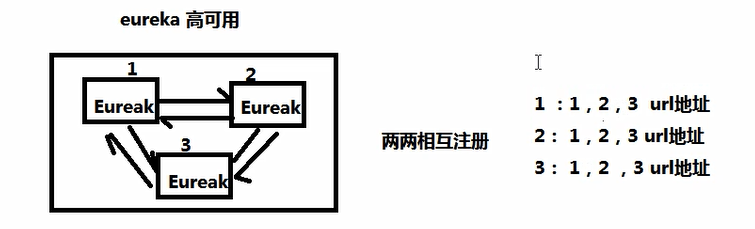 eureka 高可用
1
2
Eureak
Eureak
3
Eureak
两两相互注册
1 ：1，2，3 url地址
2： 1，2，3 url地址
3： 1，2 ，3 url地址